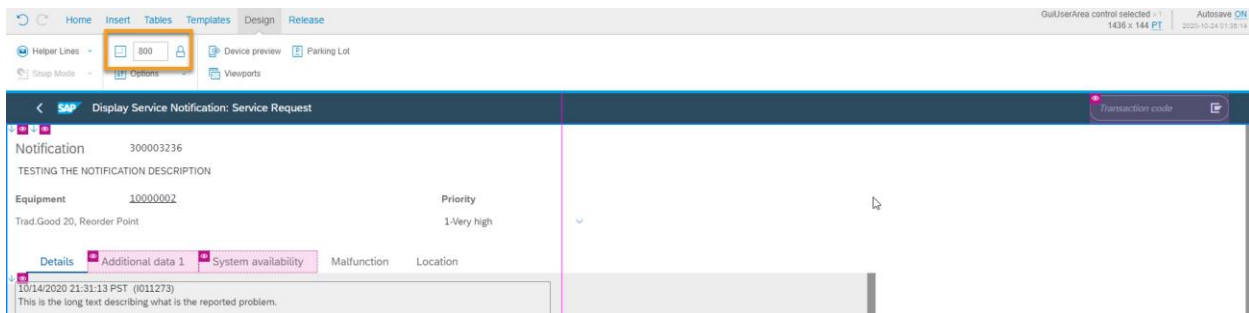 Home Insert Tables Templates Design Release
GuiUserArea control selected x 1
1436 x 144 PT
Autosave ON
2020-10-24 01:35:14
Helper Lines 800 Device preview Parking Lot
Snap Mode Options Viewports
SAP Display Service Notification: Service Request Transaction code
Notification 300003236
TESTING THE NOTIFICATION DESCRIPTION
Equipment 10000002 Priority
Trad.Good 20, Reorder Point 1-Very high
Details Additional data 1 System availability Malfunction Location
10/14/2020 21:31:13 PST (I011273)
This is the long text describing what is the reported problem.